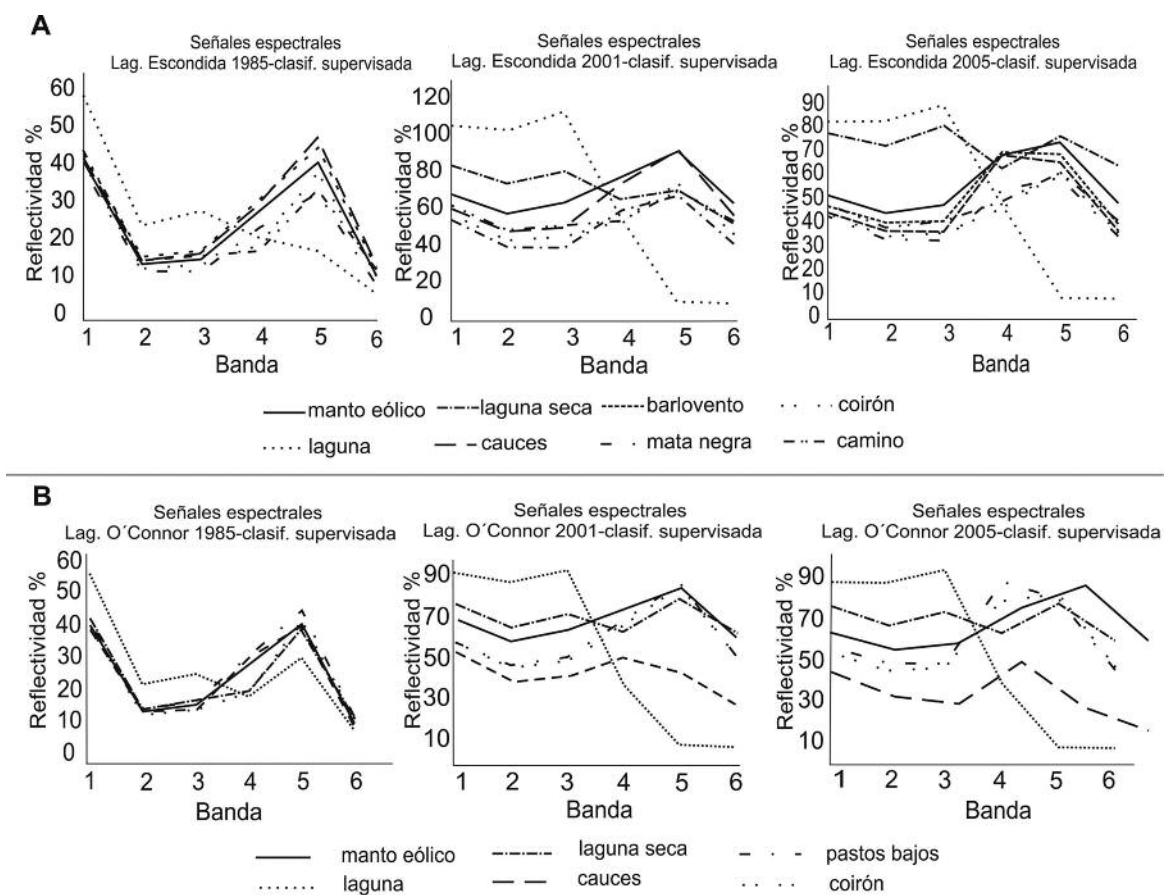 A
Señales espectrales
Lag. Escondida 1985-clasif. supervisada
Reflectividad %
60
50
40
30
20
10
0
1 2 3 4 5 6
Banda
Señales espectrales
Lag. Escondida 2001-clasif. supervisada
Reflectividad %
120
100
80
60
40
20
0
1 2 3 4 5 6
Banda
Señales espectrales
Lag. Escondida 2005-clasif. supervisada
Reflectividad %
90
80
70
60
50
40
30
20
10
0
1 2 3 4 5 6
Banda
manto eólico laguna seca barlovento coirón
laguna cauces mata negra camino
B
Señales espectrales
Lag. O´Connor 1985-clasif. supervisada
Reflectividad %
60
50
40
30
20
10
0
1 2 3 4 5 6
Banda
Señales espectrales
Lag. O´Connor 2001-clasif. supervisada
Reflectividad %
90
70
50
30
10
1 2 3 4 5 6
Banda
Señales espectrales
Lag. O´Connor 2005-clasif. supervisada
Reflectividad %
90
70
50
30
10
1 2 3 4 5 6
Banda
manto eólico laguna seca pastos bajos
laguna cauces coirón